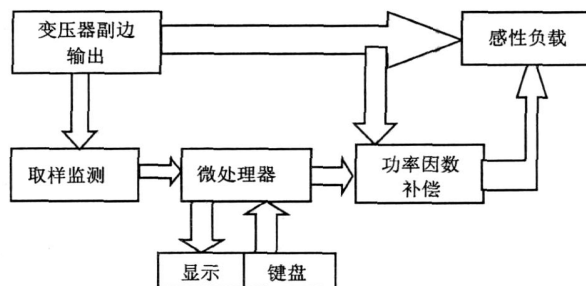 变压器副边
输出
感性负载
取样监测
微处理器
功率因数
补偿
显示
键盘